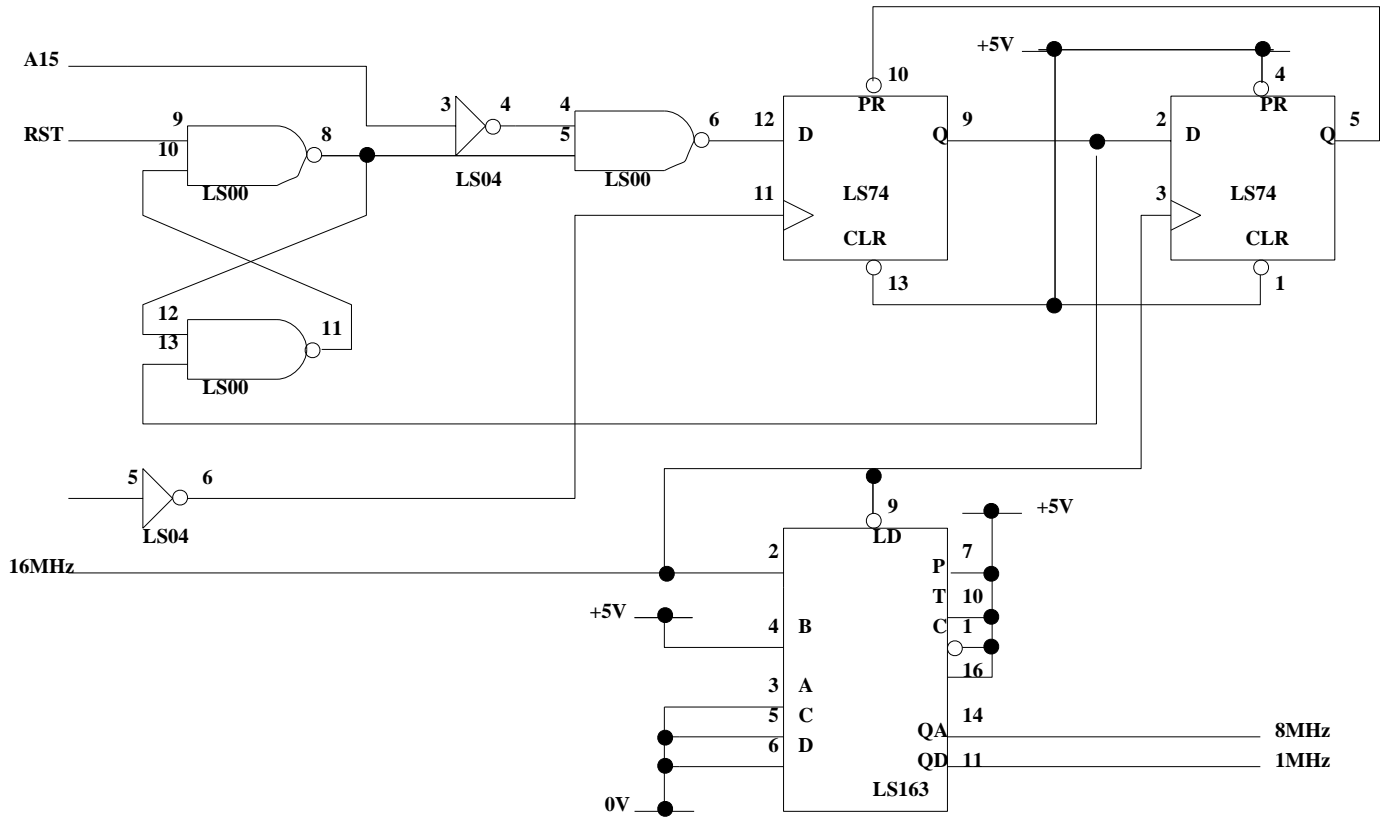 +5V
A15
10
4
3
4
4
PR
PR
9
8
5
6
12
9
2
5
RST
10
D
Q
D
Q
LS04
LS00
LS00
11
LS74
3
LS74
CLR
CLR
13
1
12
11
13
LS00
5
6
9
+5V
LS04
LD
16MHz
2
P
7
T
10
+5V
4
B
C
1
16
3
A
5
C
14
6
D
QA
8MHz
QD
11
1MHz
LS163
0V